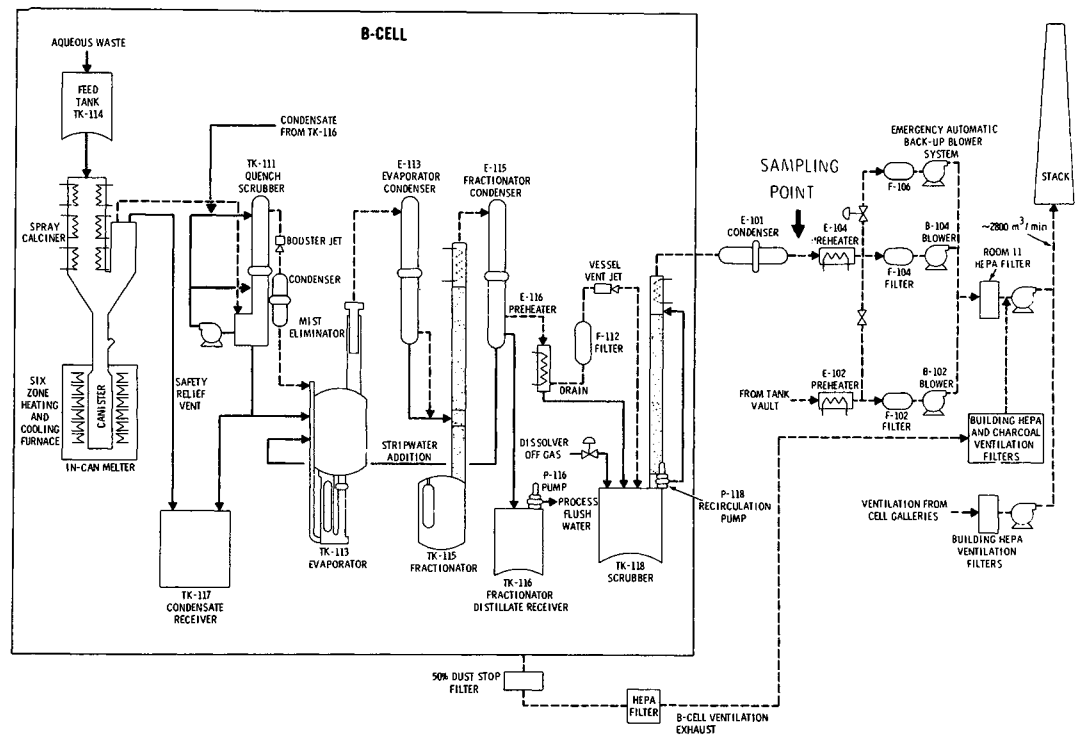 B-CELL
AQUEOUS WASTE
FEED
TANK
TK-114
CONDENSATE
FROM TK-116
TK-111
QUENCH
SCRUBBER
E-113
EVAPORATOR
CONDENSER
E-115
FRACTIONATOR
CONDENSER
SPRAY
CALCINER
BOOSTER JET
CONDENSER
MIST
ELIMINATOR
VESSEL
VENT JET
E-116
PREHEATER
F-112
FILTER
DRAIN
SIX
ZONE
HEATING
AND
COOLING
FURNACE
CANISTER
IN-CAN MELTER
SAFETY
RELIEF
VENT
STRIPWATER
ADDITION
DISSOLVER
OFF GAS
P-116
PUMP
PROCESS
FLUSH
WATER
P-118
RECIRCULATION
PUMP
TK-117
CONDENSATE
RECEIVER
TK-113
EVAPORATOR
TK-115
FRACTIONATOR
TK-116
FRACTIONATOR
DISTILLATE RECEIVER
TK-118
SCRUBBER
SAMPLING
POINT
E-101
CONDENSER
E-104
PREHEATER
EMERGENCY AUTOMATIC
BACK-UP BLOWER
SYSTEM
F-106
B-104
BLOWER
F-104
FILTER
STACK
~2800 m³/min
ROOM 11
HEPA FILTER
FROM TANK
VAULT
E-102
PREHEATER
B-102
BLOWER
F-102
FILTER
BUILDING HEPA
AND CHARCOAL
VENTILATION
FILTERS
VENTILATION FROM
CELL GALLERIES
BUILDING HEPA
VENTILATION
FILTERS
50% DUST STOP
FILTER
HEPA
FILTER
B-CELL VENTILATION
EXHAUST